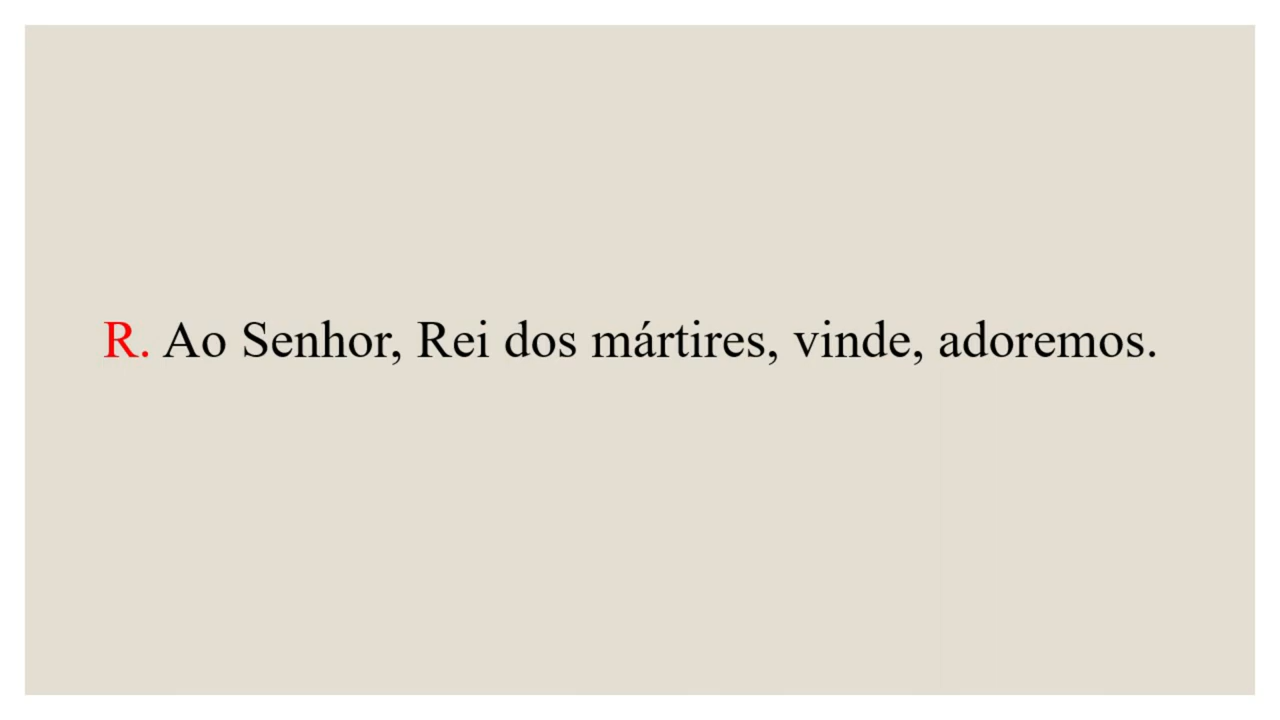 R. Ao Senhor, Rei dos mártires, vinde, adoremos.